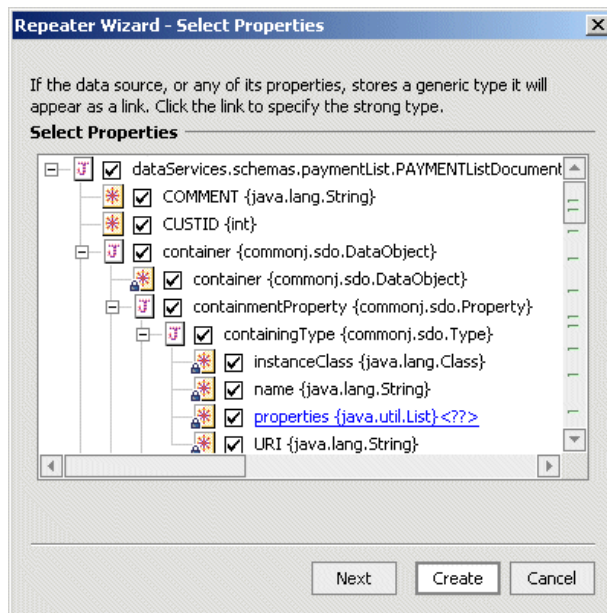 Repeater Wizard - Select Properties
If the data source, or any of its properties, stores a generic type it will
appear as a link. Click the link to specify the strong type.
Select Properties
dataServices.schemas.paymentList.PAYMENTListDocument
COMMENT {java.lang.String}
CUSTID {int}
container {commonj.sdo.DataObject}
container {commonj.sdo.DataObject}
containmentProperty {commonj.sdo.Property}
containingType {commonj.sdo.Type}
instanceClass {java.lang.Class}
name {java.lang.String}
properties {java.util.List}<??>
URI {java.lang.String}
Next Create Cancel